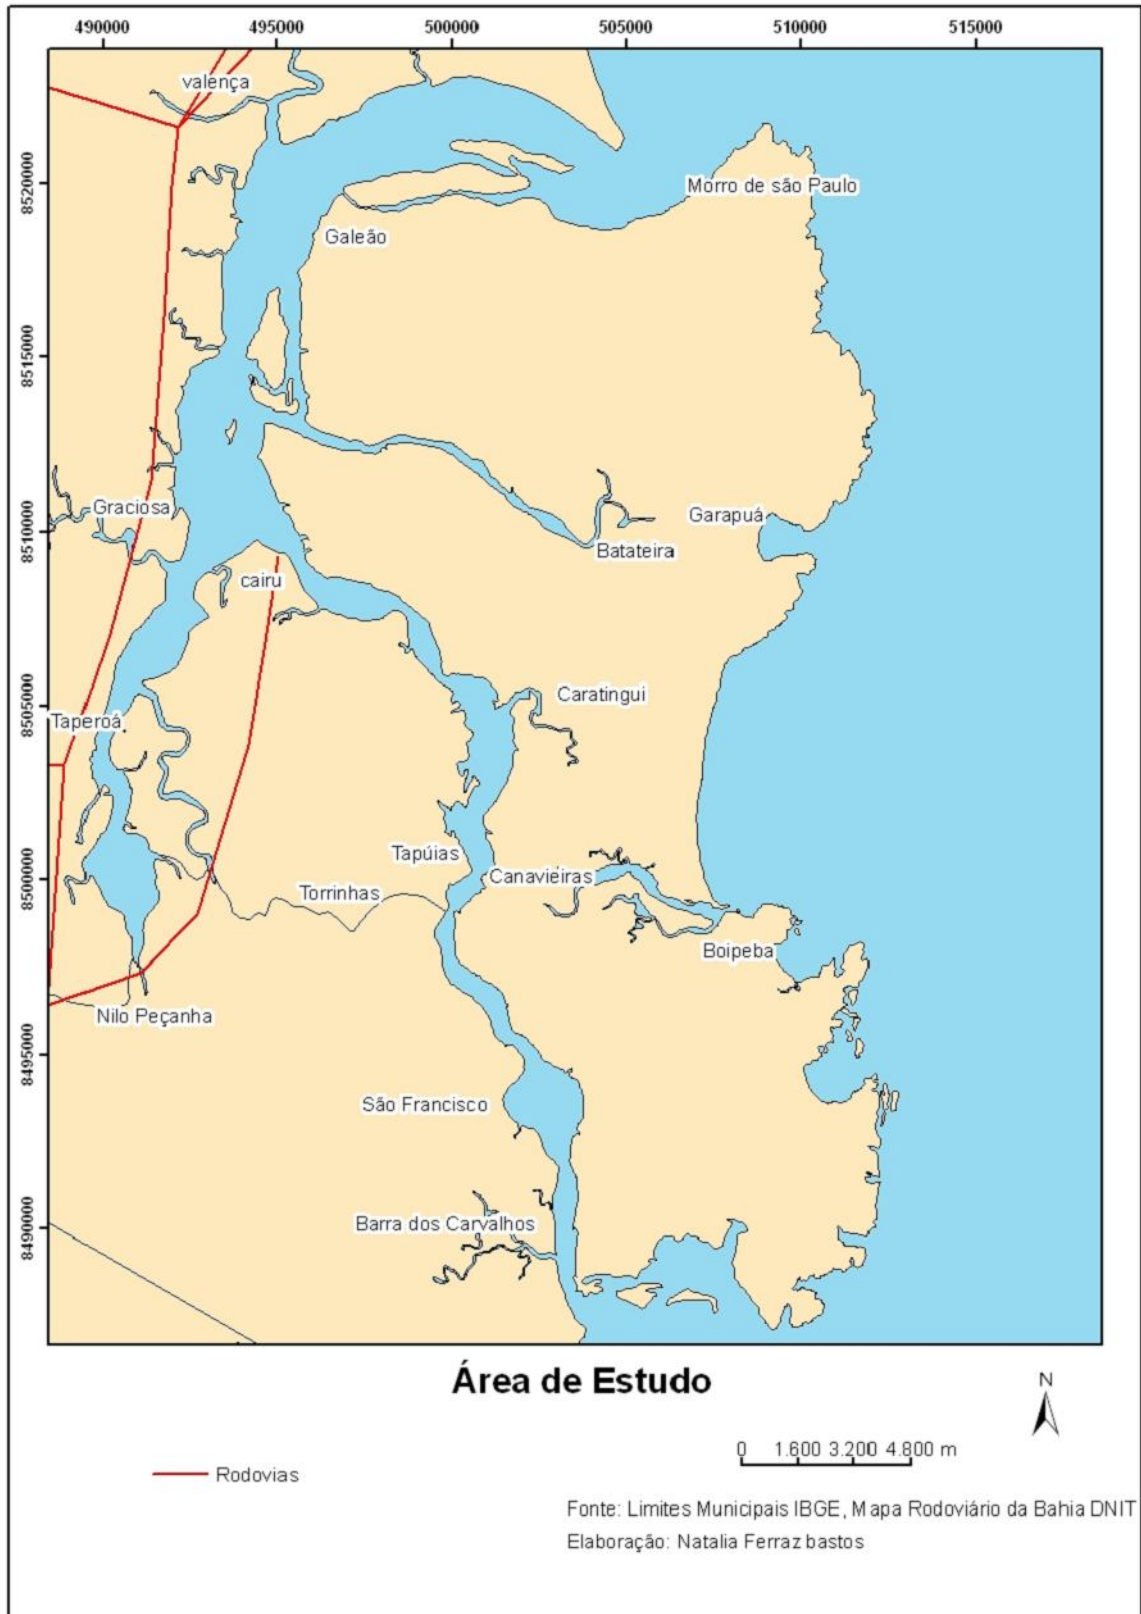 490000 495000 500000 505000 510000 515000
valença
8520000
Morro de são Paulo
Galeão
8515000
Graciosa
Garapuá
8510000
Batateira
cairu
Caratingui
8505000
Taperoá
Tapúias
Canavieiras
8500000
Torrinhas
Boipeba
Nilo Peçanha
8495000
São Francisco
8490000
Barra dos Carvalhos
Área de Estudo
N
0 1.600 3.200 4.800 m
Rodovias
Fonte: Limites Municipais IBGE, Mapa Rodoviário da Bahia DNIT
Elaboração: Natalia Ferraz bastos